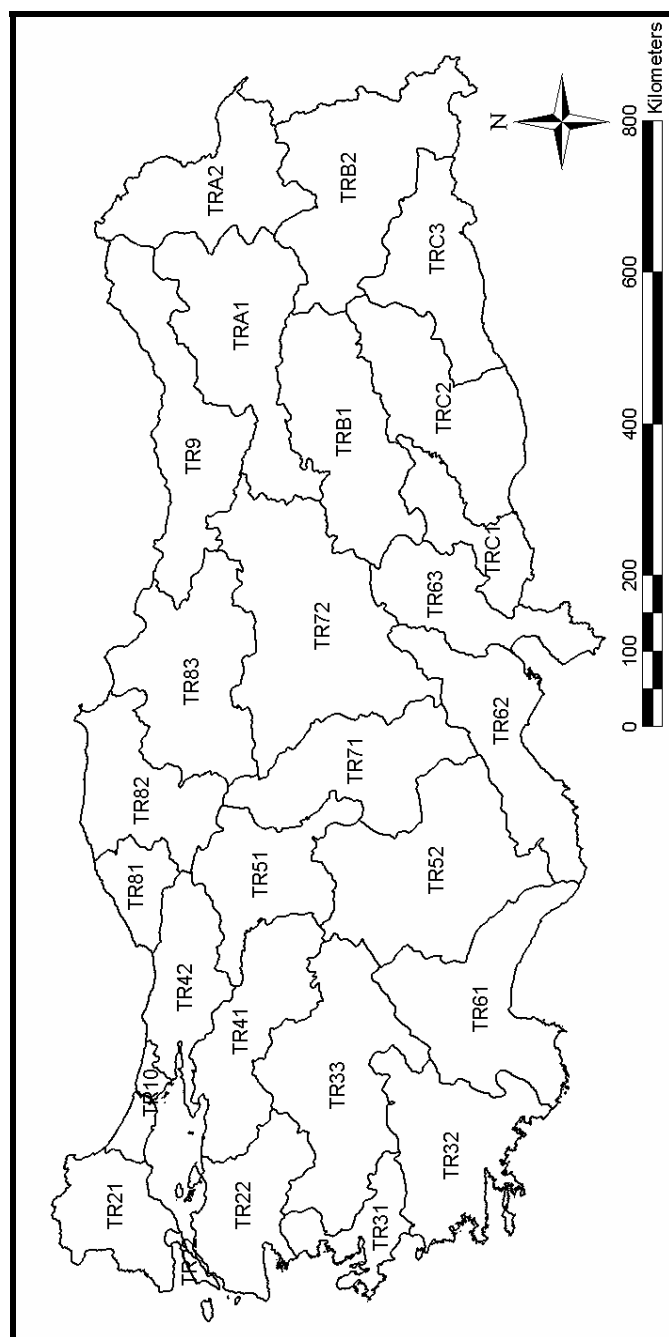 TR21
TR10
TR81
TR82
TR83
TR9
TRA2
TR42
TRA1
TR22
TR41
TR51
TR72
TRB1
TRB2
TR33
TR71
TR31
TR32
TR52
TR63
TRC2
TRC3
TR61
TR62
TRC1
N
0 100 200 400 600 800
Kilometers